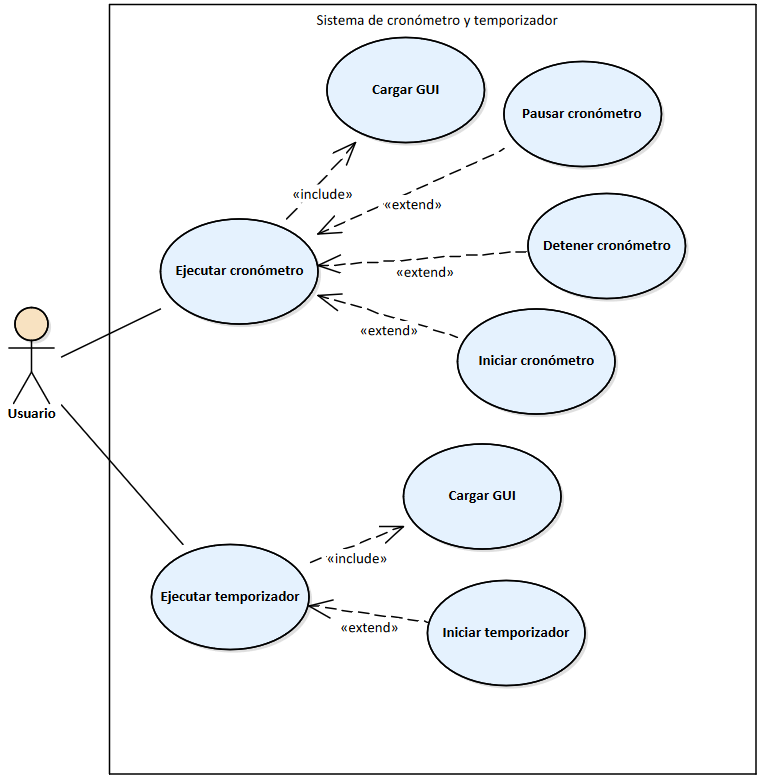 Sistema de cronómetro y temporizador
Cargar GUI
Pausar cronómetro
«include»
«extend»
Detener cronómetro
Ejecutar cronómetro
«extend»
«extend»
Iniciar cronómetro
Usuario
Cargar GUI
«include»
Ejecutar temporizador
«extend»
Iniciar temporizador